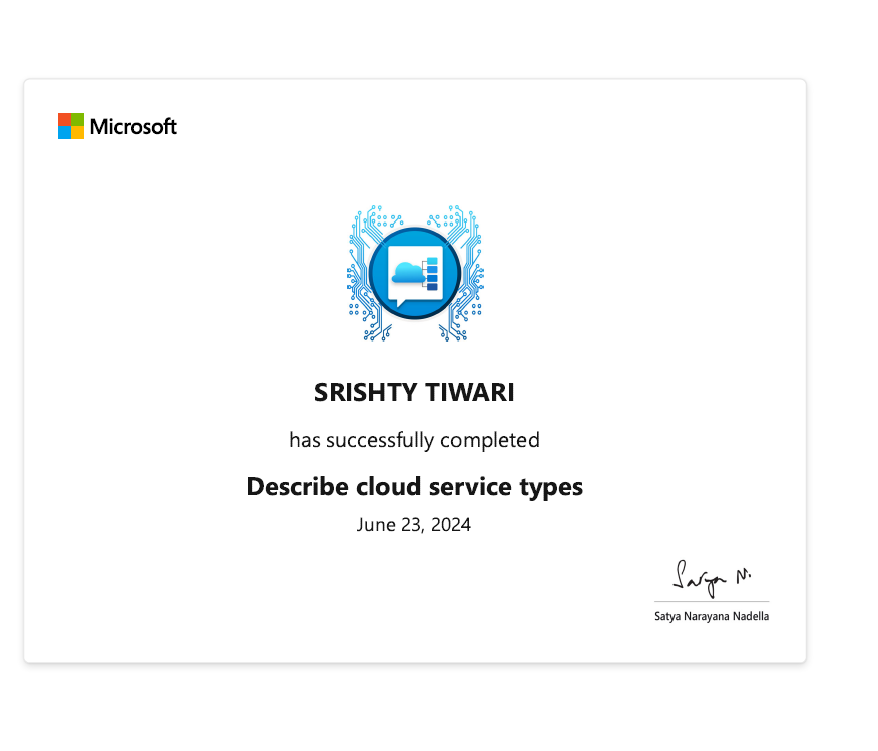 Microsoft
SRISHTY TIWARI
has successfully completed
Describe cloud service types
June 23, 2024
Satya N.
Satya Narayana Nadella